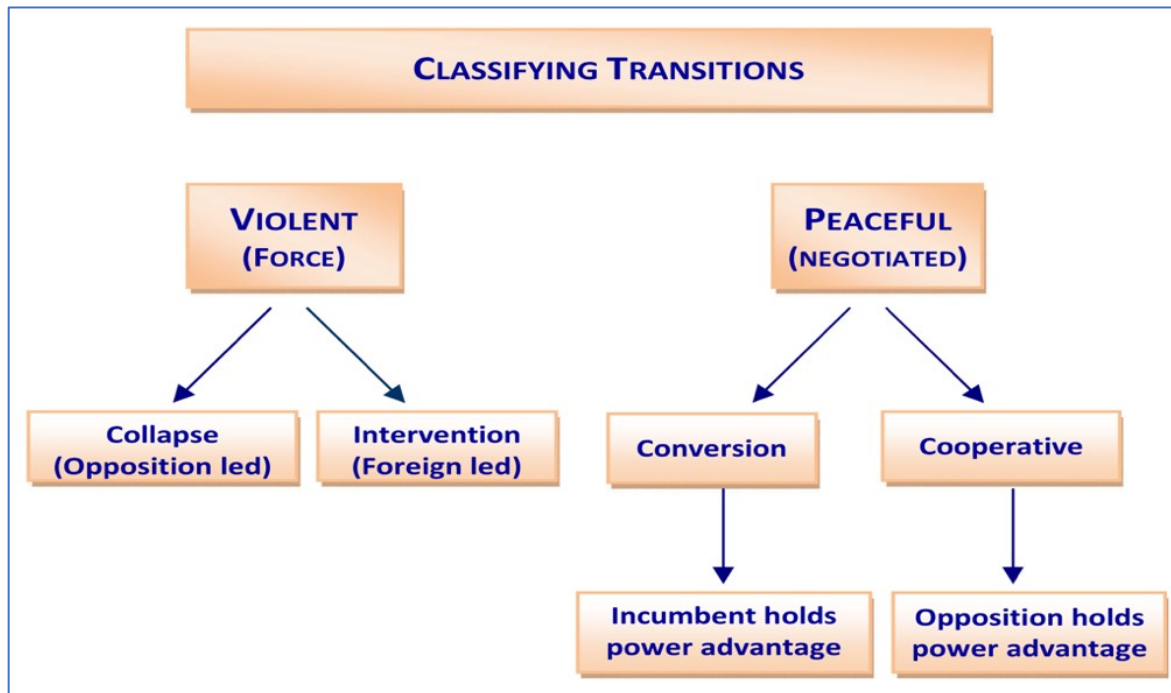 CLASSIFYING TRANSITIONS
VIOLENT
(FORCE)
PEACEFUL
(NEGOTIATED)
Collapse
(Opposition led)
Intervention
(Foreign led)
Conversion
Cooperative
Incumbent holds
power advantage
Opposition holds
power advantage